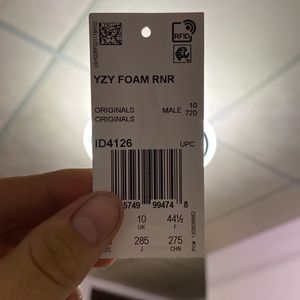 RFID
YZY FOAM RNR
ORIGINALS MALE 10
ORIGINALS 720
ID4126 UPC
5749 99474 8
10 44½
UK F
285 275
J CHN